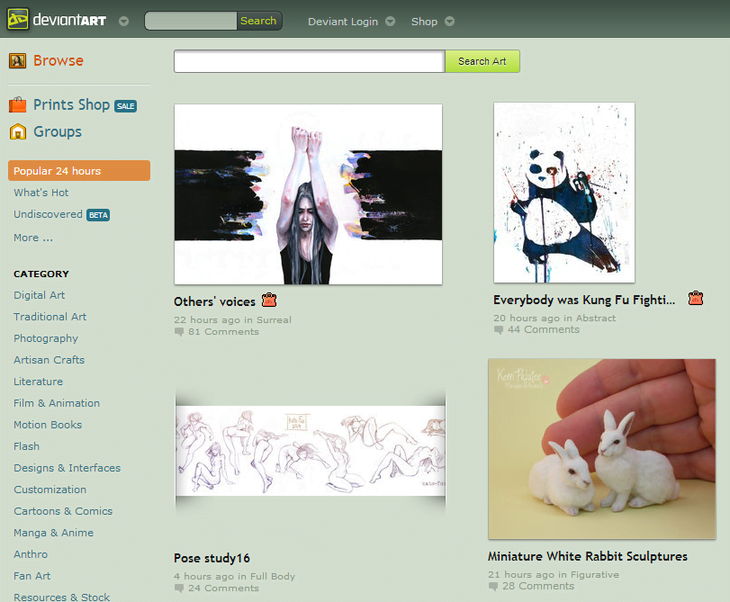 deviantART
Search
Deviant Login
Shop
Search Art
Browse
Prints Shop SALE
Groups
Popular 24 hours
What's Hot
Undiscovered BETA
More ...
CATEGORY
Digital Art
Traditional Art
Photography
Artisan Crafts
Literature
Film & Animation
Motion Books
Flash
Designs & Interfaces
Customization
Cartoons & Comics
Manga & Anime
Anthro
Fan Art
Resources & Stock
Others' voices
22 hours ago in Surreal
81 Comments
Everybody was Kung Fu Fighti...
20 hours ago in Abstract
44 Comments
Pose study16
4 hours ago in Full Body
24 Comments
Miniature White Rabbit Sculptures
21 hours ago in Figurative
28 Comments